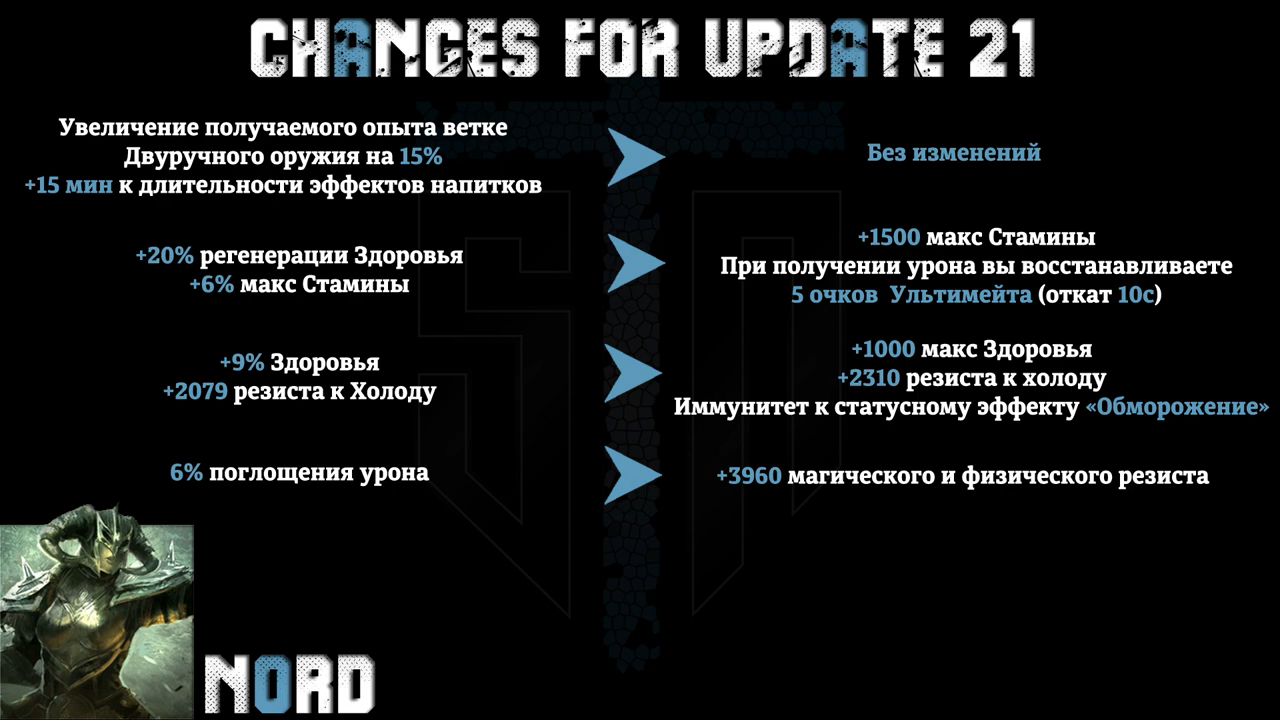 CHANGES FOR UPDATE 21
Увеличение получаемого опыта ветке
Двуручного оружия на 15%
+15 мин к длительности эффектов напитков
Без изменений
+20% регенерации Здоровья
+6% макс Стамины
+1500 макс Стамины
При получении урона вы восстанавливаете
5 очков Ультимейта (откат 10с)
+9% Здоровья
+2079 резиста к Холоду
+1000 макс Здоровья
+2310 резиста к холоду
Иммунитет к статусному эффекту «Обморожение»
6% поглощения урона
+3960 магического и физического резиста
NORD